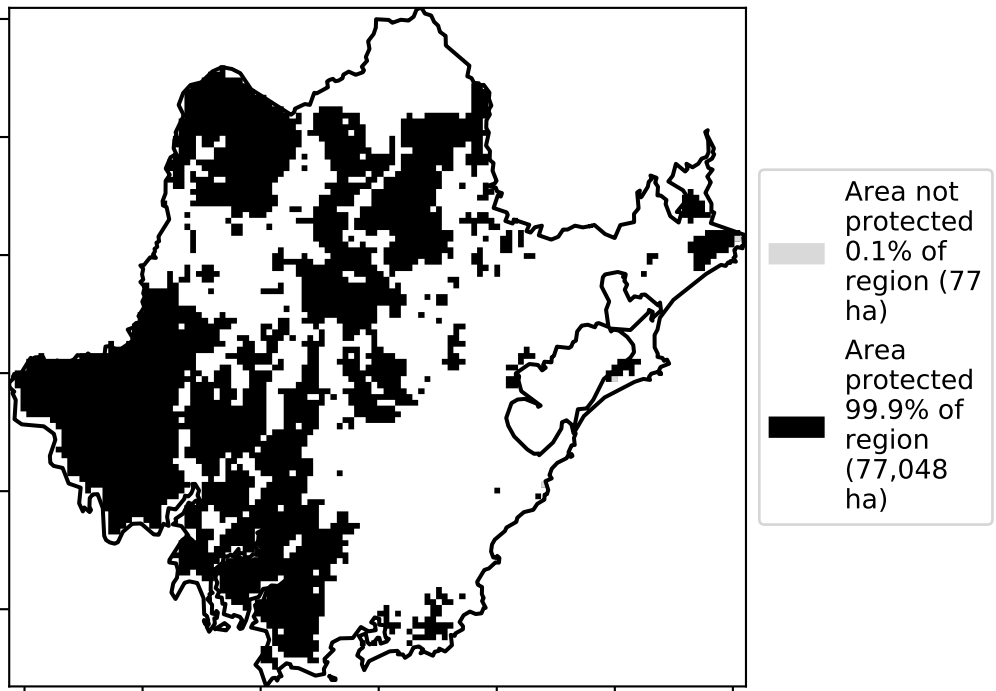 Area not
protected
0.1% of
region (77
ha)
Area
protected
99.9% of
region
(77,048
ha)